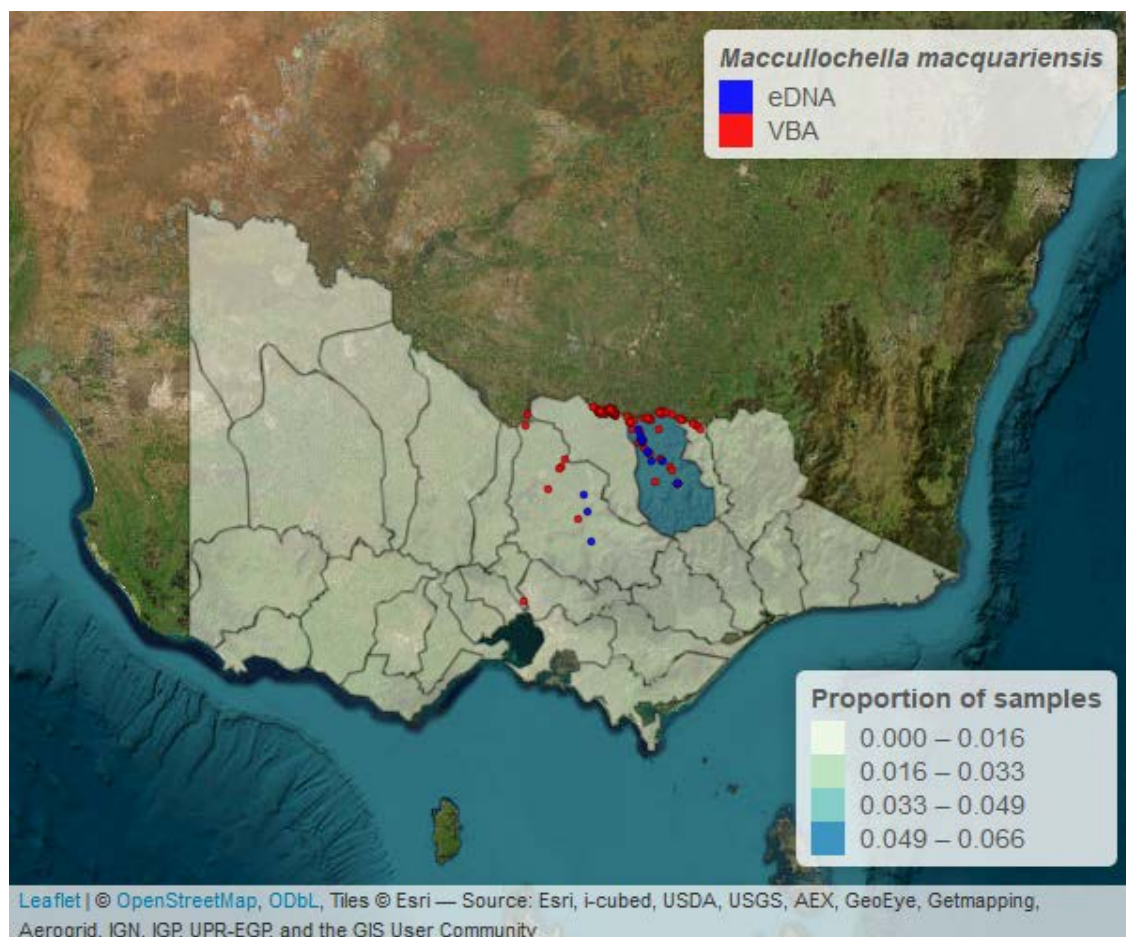 Maccullochella macquariensis
eDNA
VBA
Proportion of samples
0.000 – 0.016
0.016 – 0.033
0.033 – 0.049
0.049 – 0.066
Leaflet | © OpenStreetMap, ODbL, Tiles © Esri — Source: Esri, i-cubed, USDA, USGS, AEX, GeoEye, Getmapping,
Aerogrid, IGN, IGP, UPR-EGP, and the GIS User Community